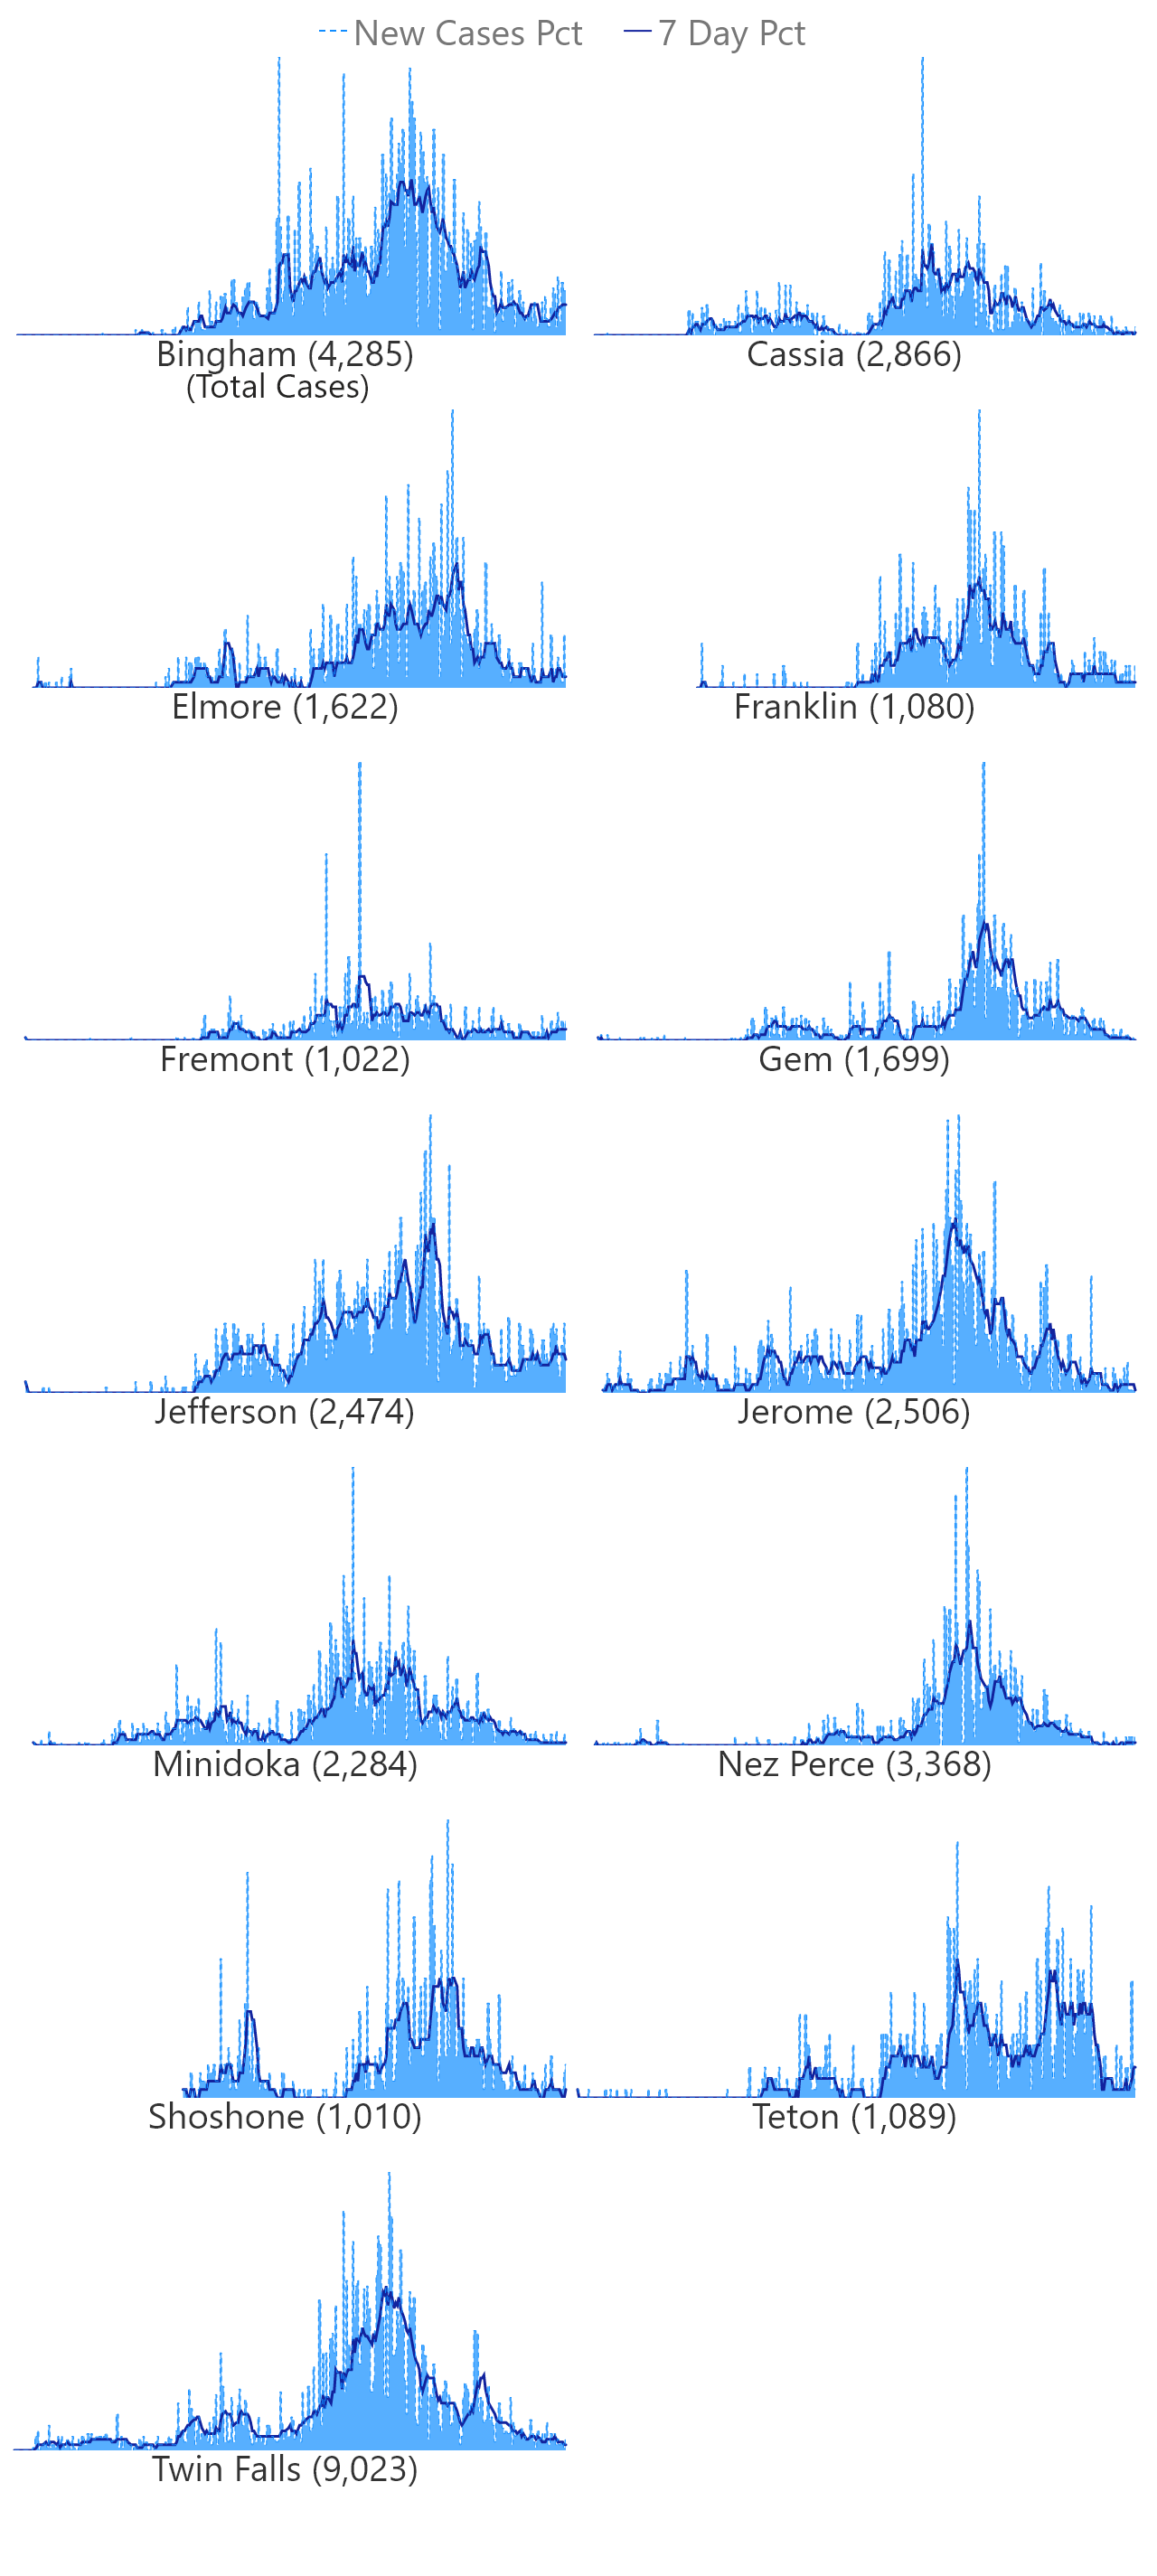 New Cases Pct 7 Day Pct
Bingham (4,285)
(Total Cases)
Cassia (2,866)
Elmore (1,622)
Franklin (1,080)
Fremont (1,022)
Gem (1,699)
Jefferson (2,474)
Jerome (2,506)
Minidoka (2,284)
Nez Perce (3,368)
Shoshone (1,010)
Teton (1,089)
Twin Falls (9,023)